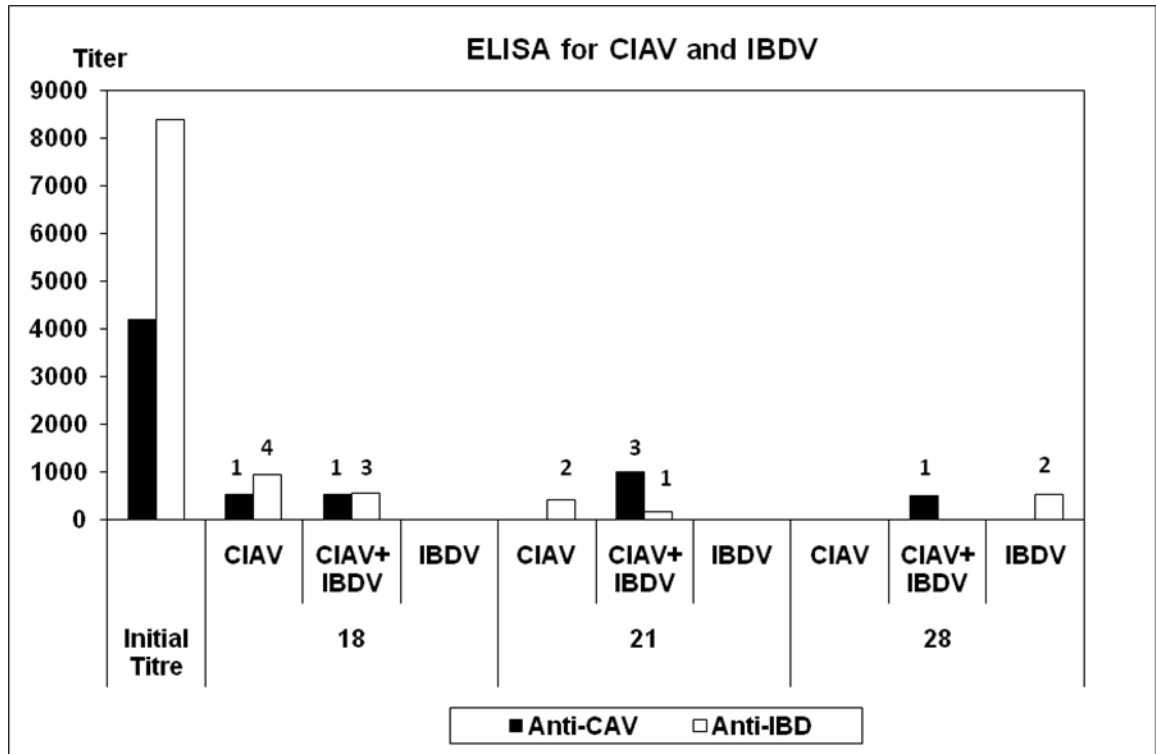 ELISA for CIAV and IBDV
Titer
9000
8000
7000
6000
5000
4000
3000
2000
1000
0
1 4 1 3 2 3 1 1 2
CIAV CIAV+ IBDV CIAV CIAV+ IBDV CIAV CIAV+ IBDV
IBDV IBDV IBDV
Initial 18 21 28
Titre
Anti-CAV Anti-IBD